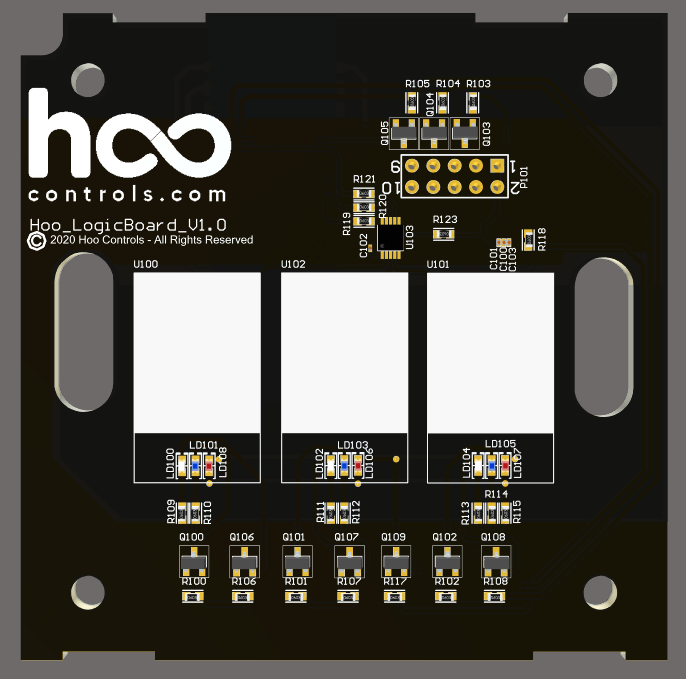 R105 R104 R103
Q105 Q104 Q103
hoo
controls.com
9 1
10 2 P101
Hoo_LogicBoard_V1.0
© 2020 Hoo Controls - All Rights Reserved
R121
R119 R120
C102 U103
R123
C101 C100 C103 R118
U100 U102 U101
LD101 LD103 LD105
LD100 LD108 LD102 LD106 LD104 LD107
R114
R109 R110 R111 R112 R113 R115
Q100 Q106 Q101 Q107 Q109 Q102 Q108
R100 R106 R101 R107 R117 R102 R108